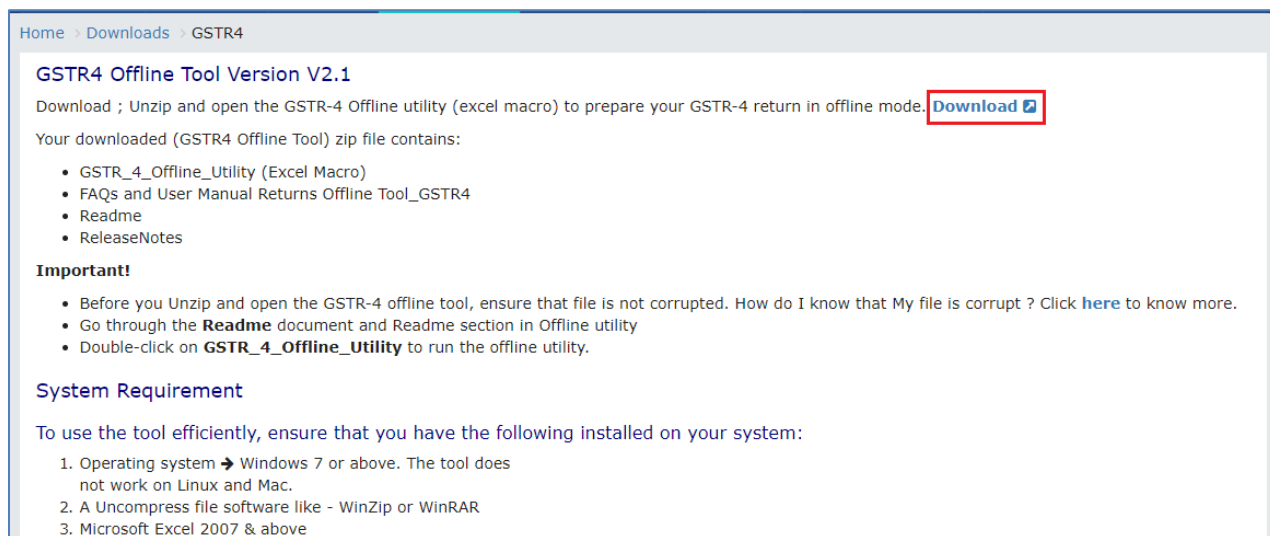 Home > Downloads > GSTR4
GSTR4 Offline Tool Version V2.1
Download ; Unzip and open the GSTR-4 Offline utility (excel macro) to prepare your GSTR-4 return in offline mode. Download
Your downloaded (GSTR4 Offline Tool) zip file contains:
• GSTR_4_Offline_Utility (Excel Macro)
• FAQs and User Manual Returns Offline Tool_GSTR4
• Readme
• ReleaseNotes
Important!
• Before you Unzip and open the GSTR-4 offline tool, ensure that file is not corrupted. How do I know that My file is corrupt ? Click here to know more.
• Go through the Readme document and Readme section in Offline utility
• Double-click on GSTR_4_Offline_Utility to run the offline utility.
System Requirement
To use the tool efficiently, ensure that you have the following installed on your system:
1. Operating system → Windows 7 or above. The tool does
not work on Linux and Mac.
2. A Uncompress file software like - WinZip or WinRAR
3. Microsoft Excel 2007 & above